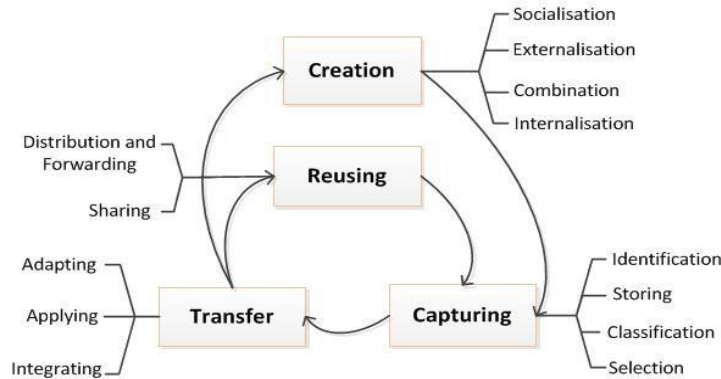 Socialisation
Externalisation
Creation
Combination
Internalisation
Distribution and
Forwarding
Reusing
Sharing
Identification
Adapting
Storing
Applying
Transfer
Capturing
Classification
Integrating
Selection